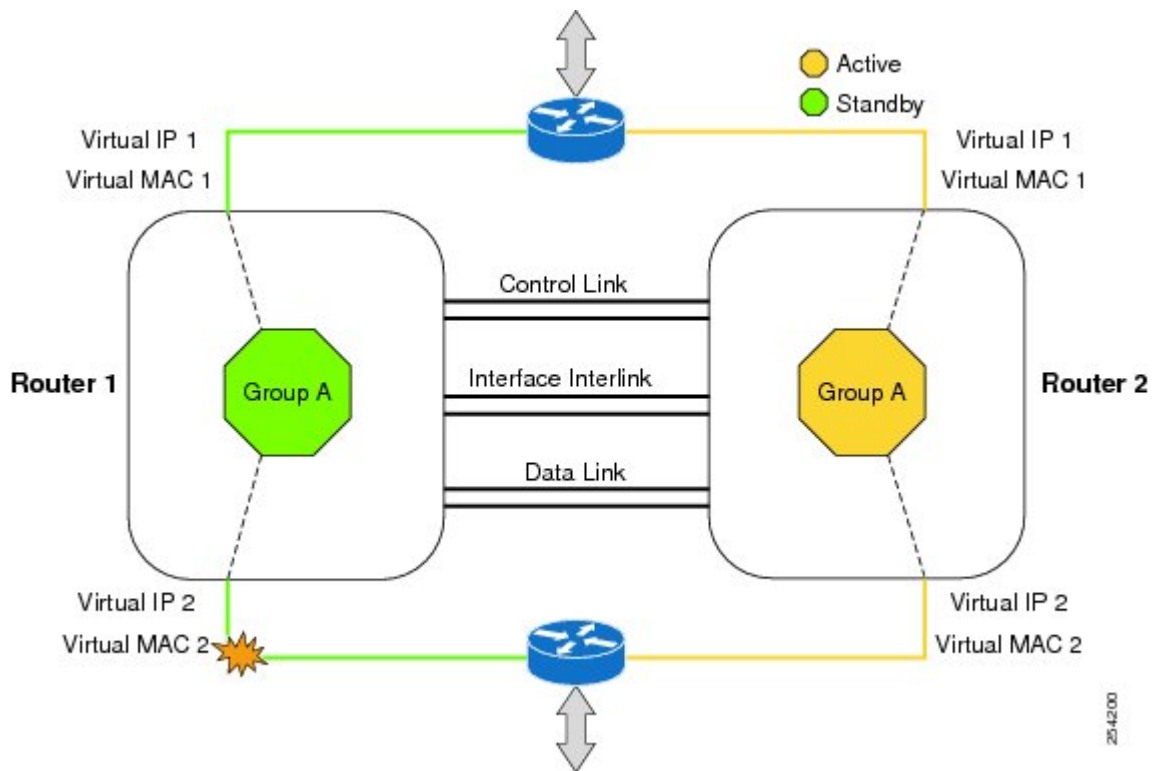 Active
Standby
Virtual IP 1
Virtual MAC 1
Virtual IP 1
Virtual MAC 1
Control Link
Router 1
Group A
Interface Interlink
Group A
Router 2
Data Link
Virtual IP 2
Virtual MAC 2
Virtual IP 2
Virtual MAC 2
254200